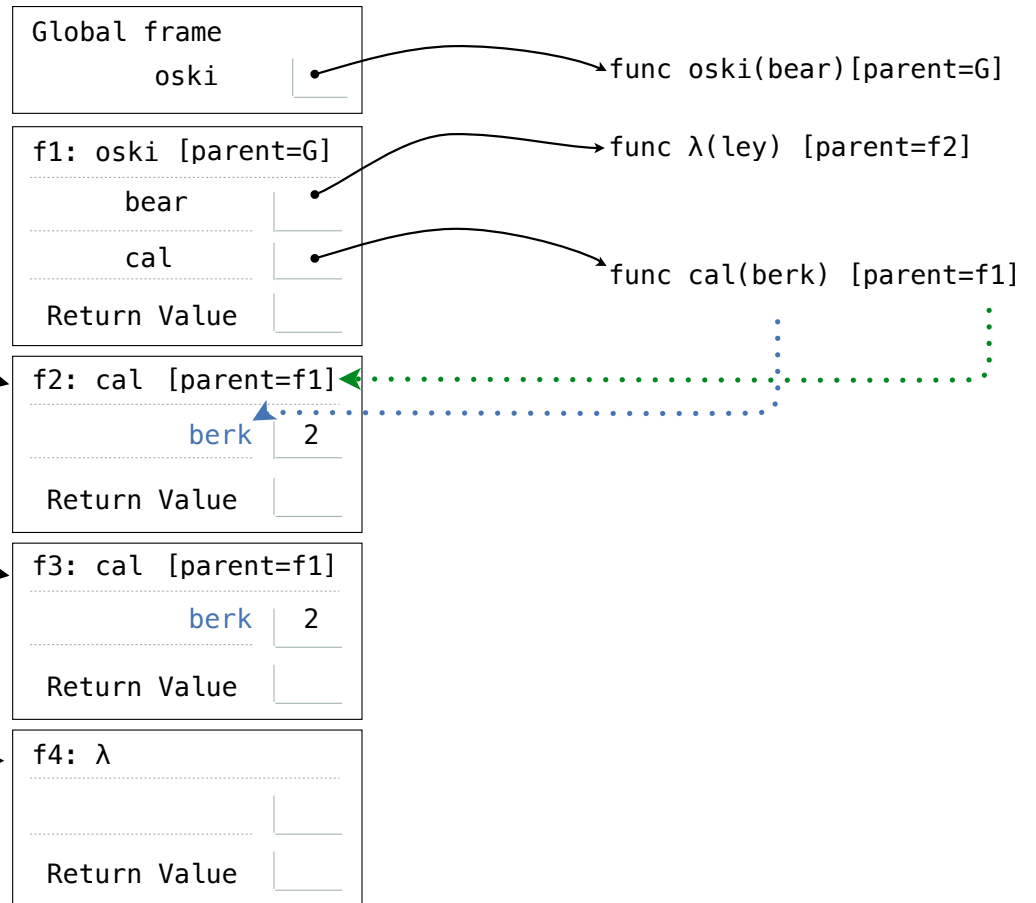 Global frame
oski
func oski(bear)[parent=G]
f1: oski [parent=G]
func λ(ley) [parent=f2]
bear
cal
func cal(berk) [parent=f1]
Return Value
f2: cal [parent=f1]
berk 2
Return Value
f3: cal [parent=f1]
berk 2
Return Value
f4: λ
Return Value